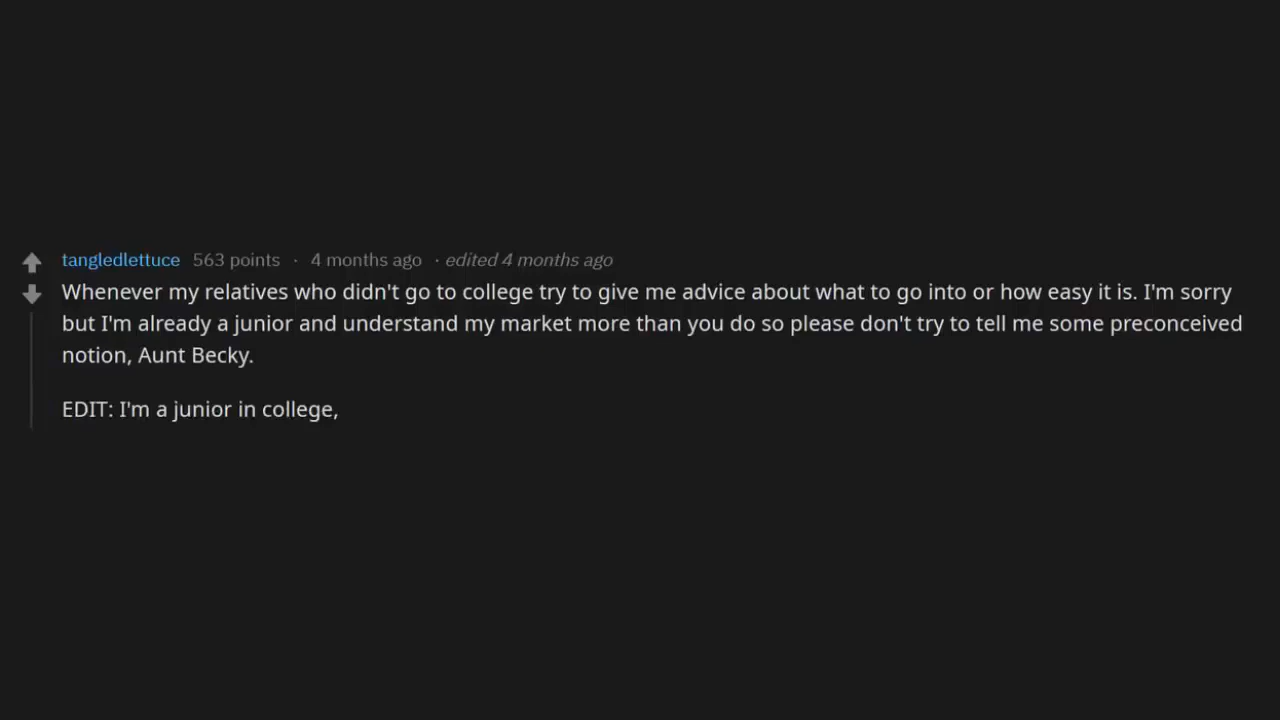 tangledlettuce 563 points · 4 months ago · edited 4 months ago
Whenever my relatives who didn't go to college try to give me advice about what to go into or how easy it is. I'm sorry
but I'm already a junior and understand my market more than you do so please don't try to tell me some preconceived
notion, Aunt Becky.
EDIT: I'm a junior in college,